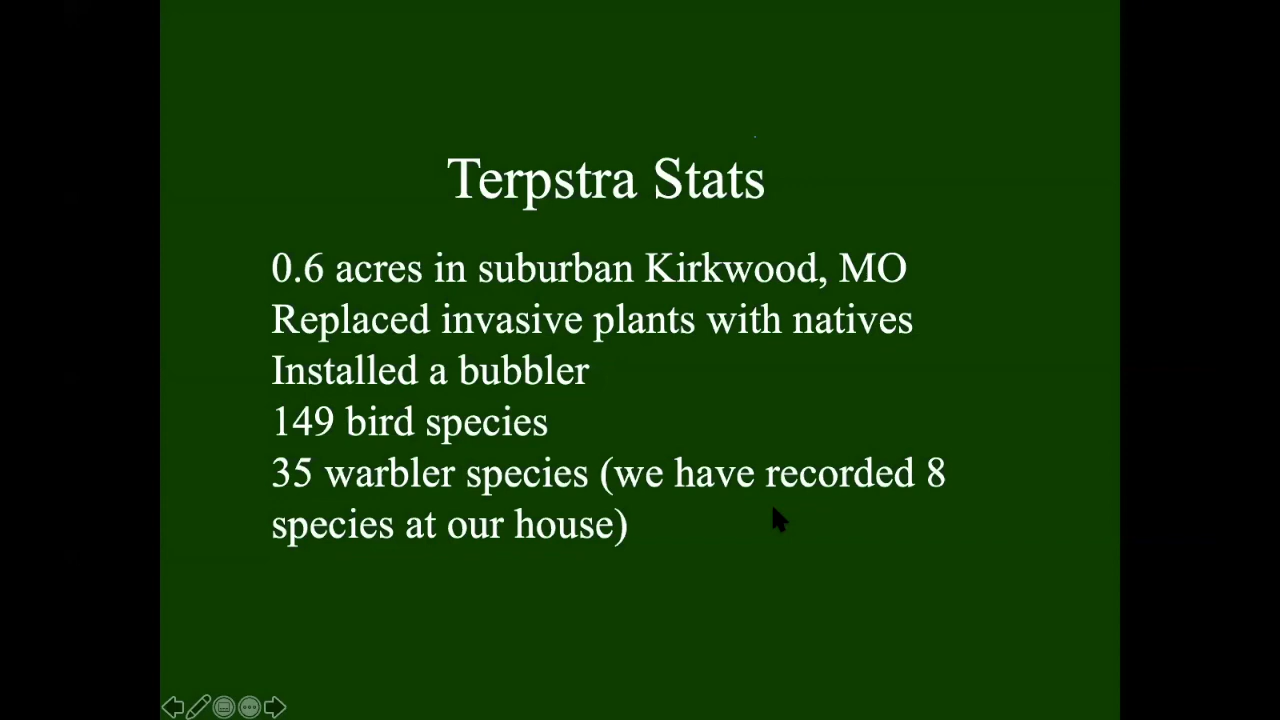 Terpstra Stats
0.6 acres in suburban Kirkwood, MO
Replaced invasive plants with natives
Installed a bubbler
149 bird species
35 warbler species (we have recorded 8
species at our house)